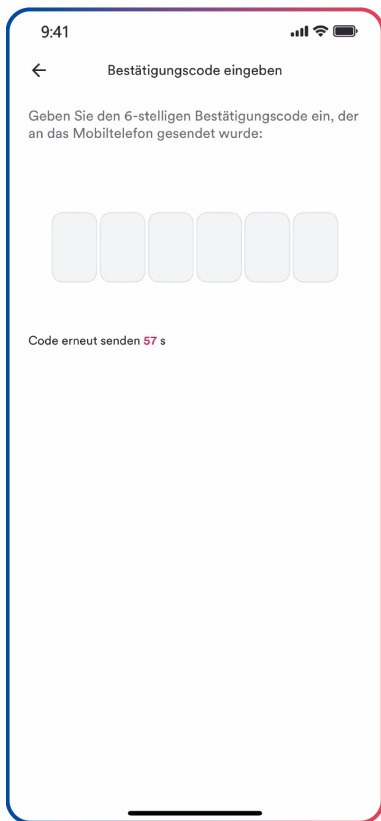 9:41
Bestätigungscode eingeben
Geben Sie den 6-stelligen Bestätigungscode ein, der
an das Mobiltelefon gesendet wurde:
Code erneut senden 57 s